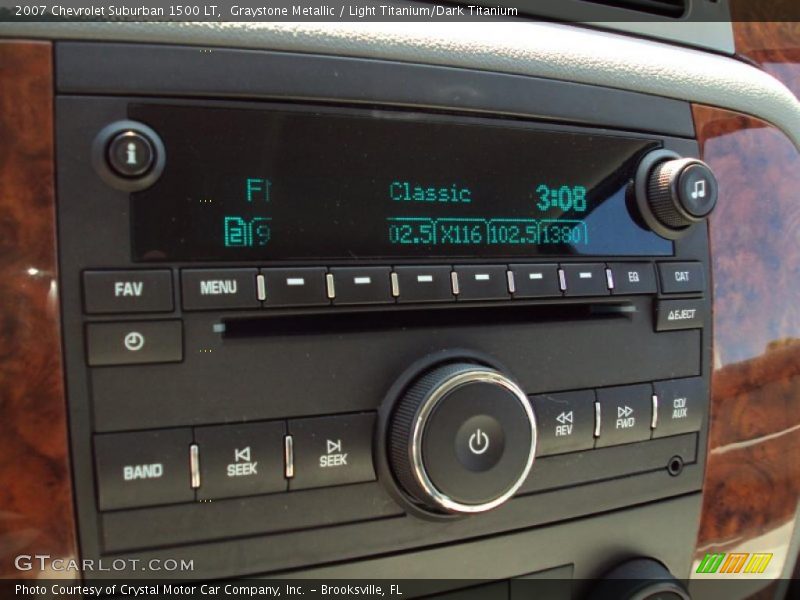 2007 Chevrolet Suburban 1500 LT,  Graystone Metallic / Light Titanium/Dark Titanium
i
Classic 3:08
02.5 X116 102.5 1380
FAV MENU EQ CAT
EJECT
BAND SEEK SEEK REV FWD CD/AUX
GTCARLOT.COM
Photo Courtesy of Crystal Motor Car Company, Inc. – Brooksville, FL